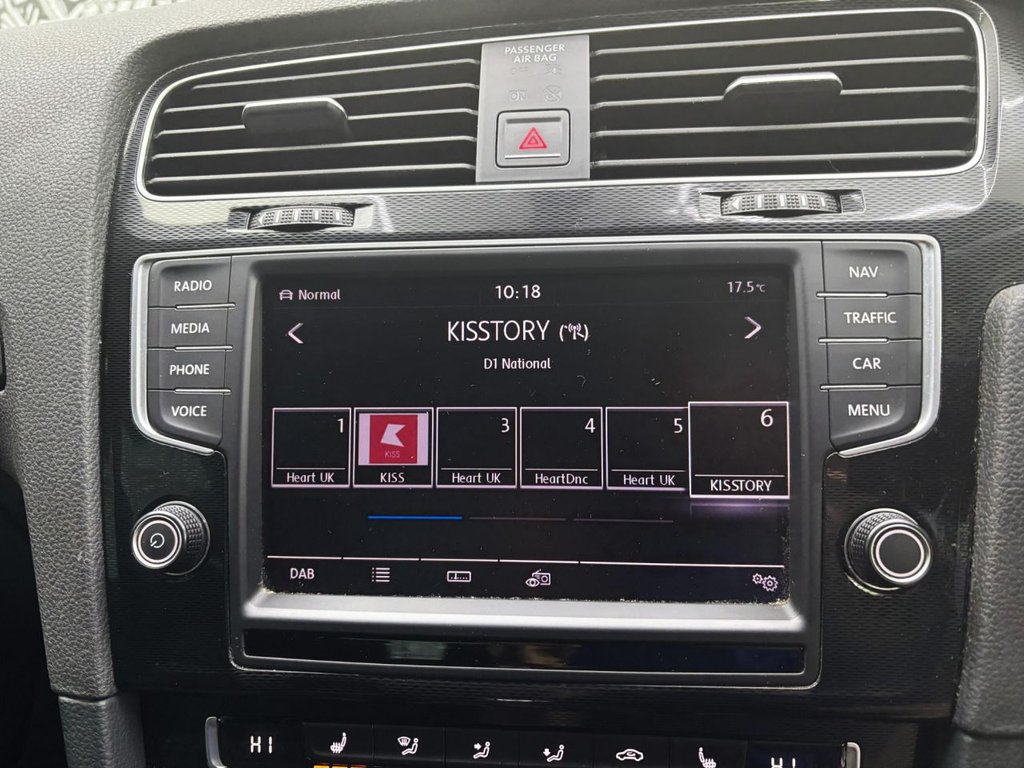 PASSENGER
AIR BAG
ON
RADIO
MEDIA
PHONE
VOICE
NAV
TRAFFIC
CAR
MENU
Normal
10:18
17.5°C
KISSTORY
D1 National
1
3
4
5
6
KISS
Heart UK
KISS
Heart UK
HeartDnc
Heart UK
KISSTORY
DAB
HI
HI